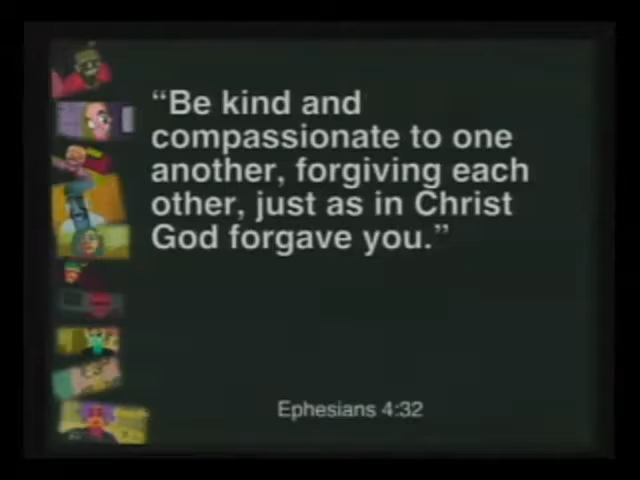 “Be kind and
compassionate to one
another, forgiving each
other, just as in Christ
God forgave you.”
Ephesians 4:32